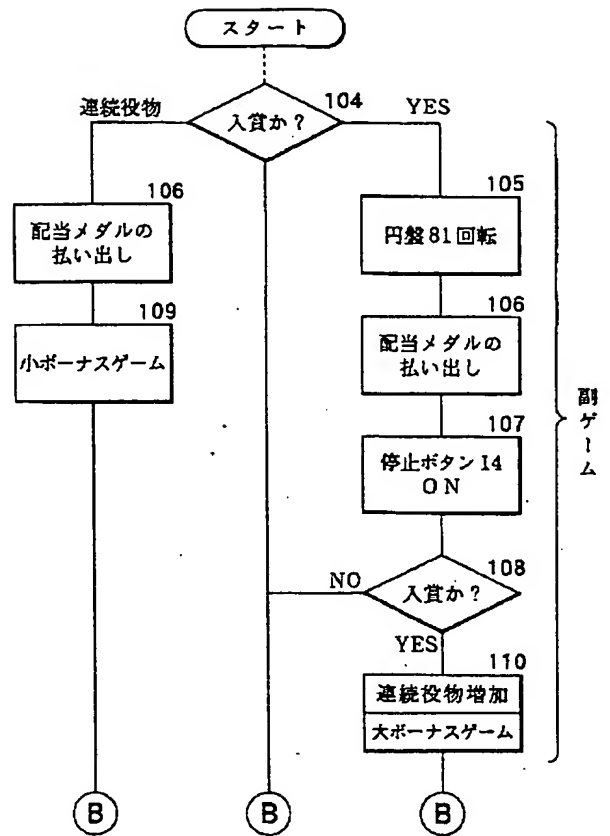 スタート
104
入賞か？
連続役物
YES
106
配当メダルの
払い出し
109
小ボーナスゲーム
105
円盤81回転
106
配当メダルの
払い出し
107
停止ボタン14
ON
108
入賞か？
NO
YES
110
連続役物増加
大ボーナスゲーム
副ゲーム
B
B
B